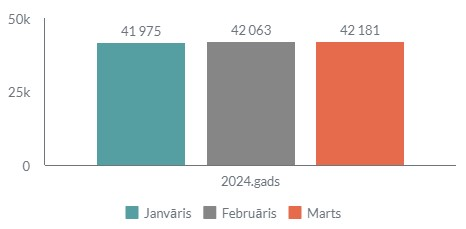 50k
41 975
42 063
42 181
25k
0
2024.gads
Janvāris
Februāris
Marts